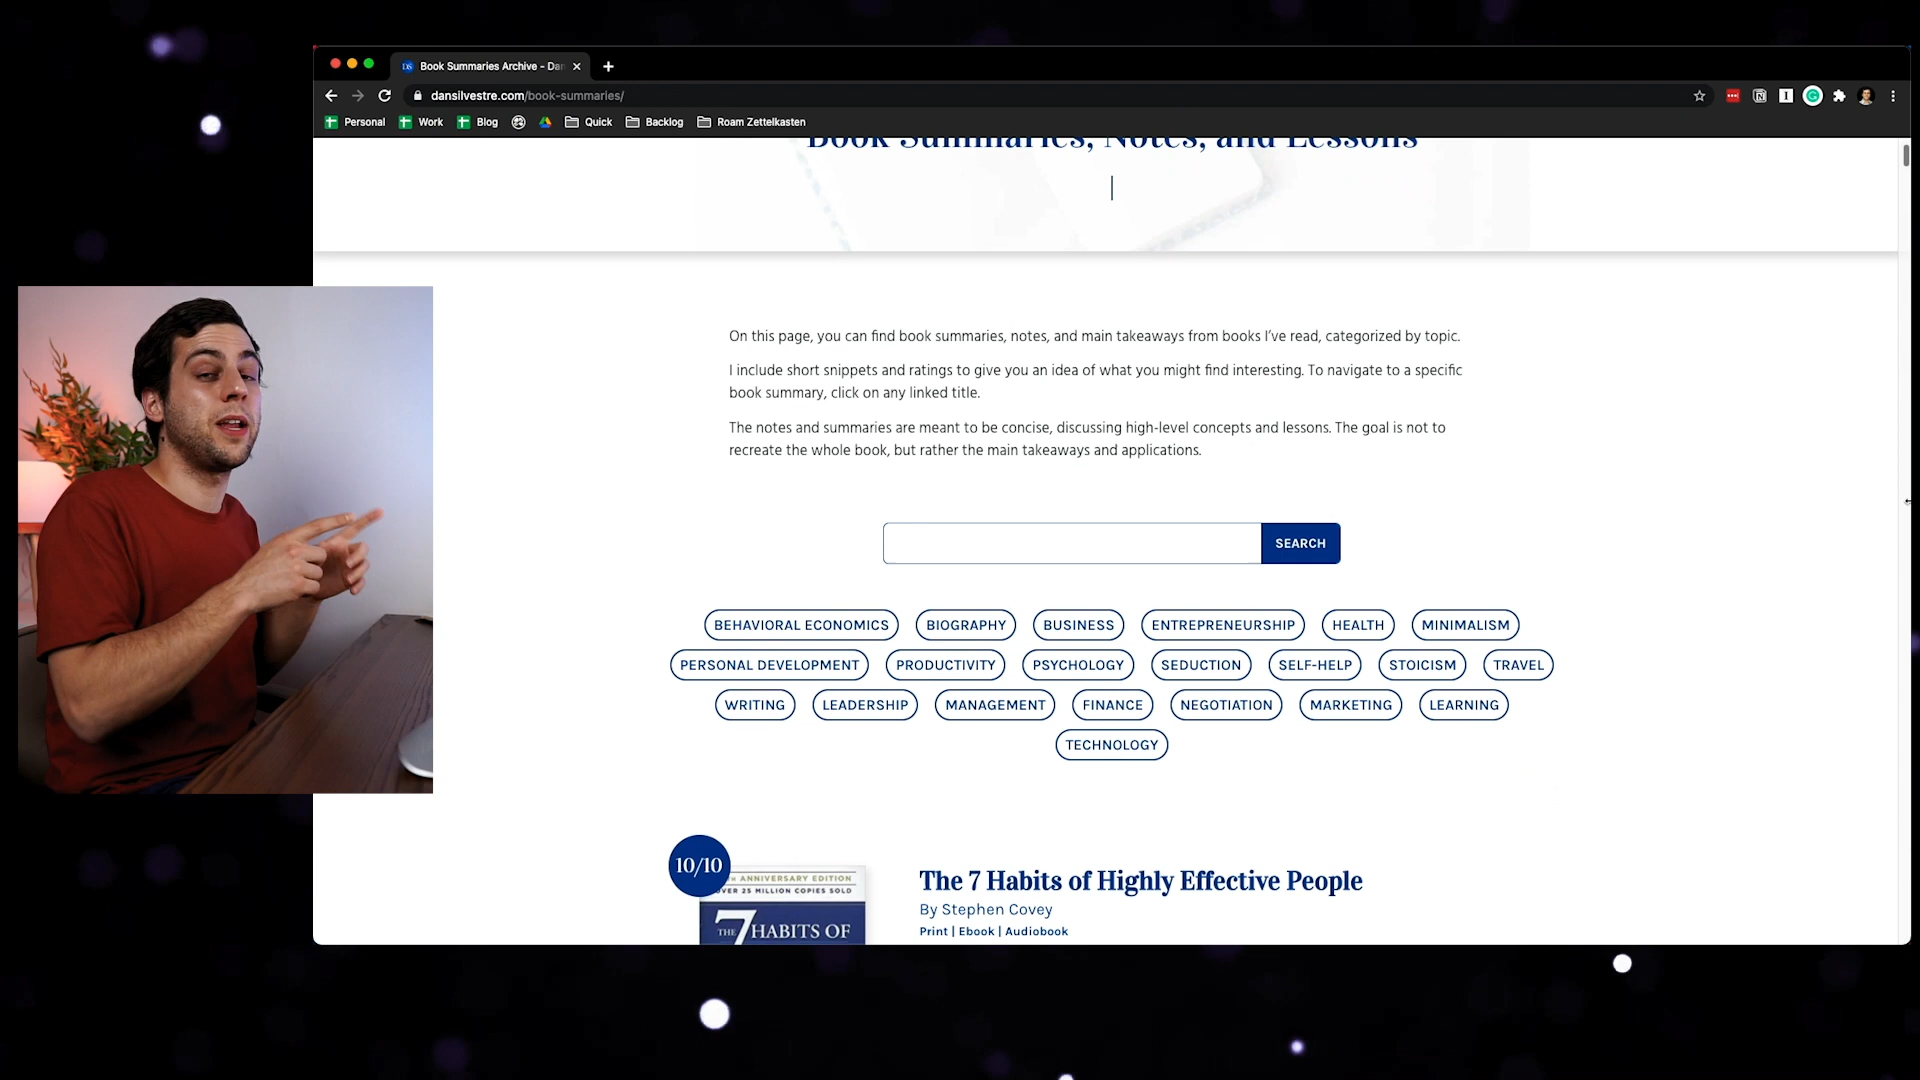 Book Summaries Archive - Dan
dansilvestre.com/book-summaries/
Personal Work Blog Quick Backlog Roam Zettelkasten
Book Summaries, Notes, and Lessons
On this page, you can find book summaries, notes, and main takeaways from books I’ve read, categorized by topic.
I include short snippets and ratings to give you an idea of what you might find interesting. To navigate to a specific
book summary, click on any linked title.
The notes and summaries are meant to be concise, discussing high-level concepts and lessons. The goal is not to
recreate the whole book, but rather the main takeaways and applications.
SEARCH
BEHAVIORAL ECONOMICS BIOGRAPHY BUSINESS ENTREPRENEURSHIP HEALTH MINIMALISM
PERSONAL DEVELOPMENT PRODUCTIVITY PSYCHOLOGY SEDUCTION SELF-HELP STOICISM TRAVEL
WRITING LEADERSHIP MANAGEMENT FINANCE NEGOTIATION MARKETING LEARNING
TECHNOLOGY
10/10
ANNIVERSARY EDITION
OVER 25 MILLION COPIES SOLD
THE 7 HABITS OF
The 7 Habits of Highly Effective People
By Stephen Covey
Print | Ebook | Audiobook